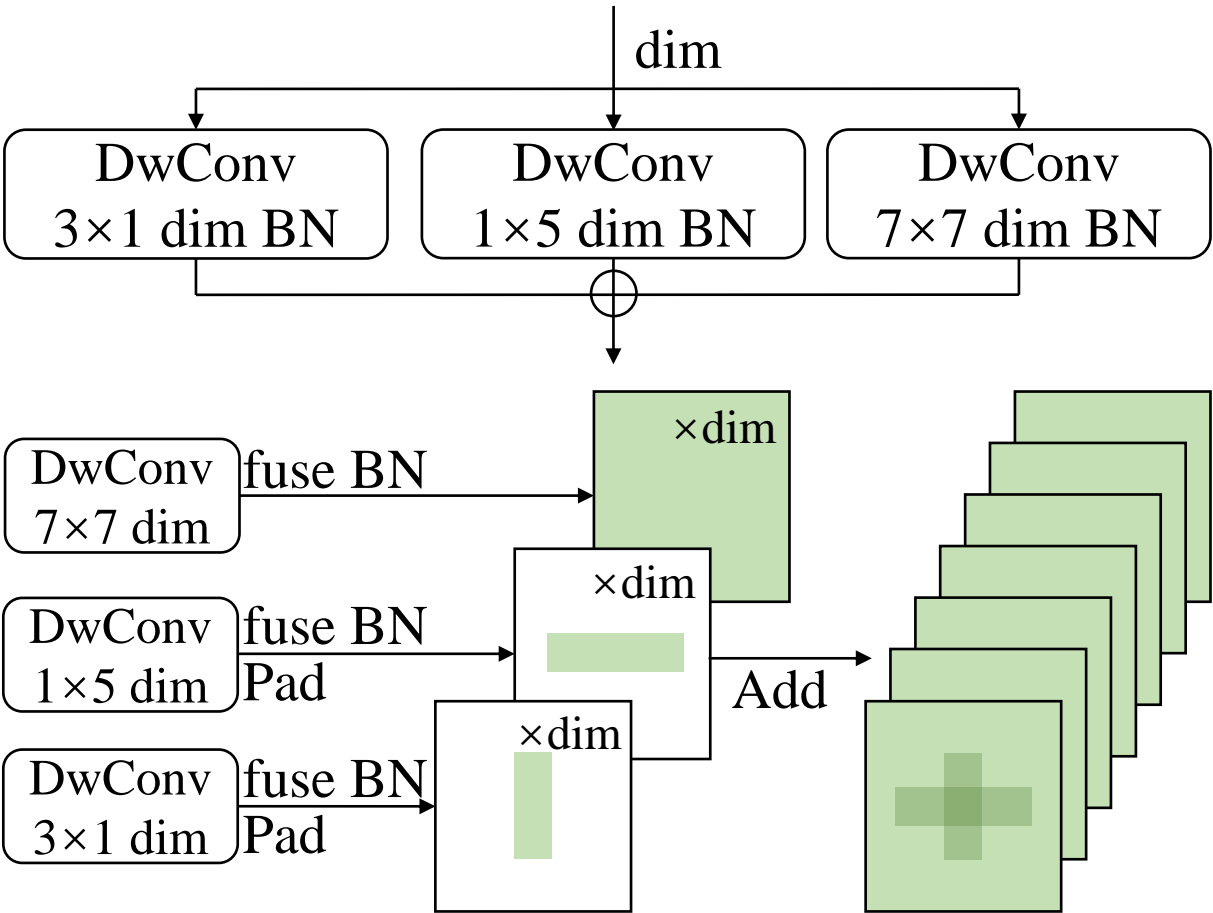 dim
DwConv
3×1 dim BN
DwConv
1×5 dim BN
DwConv
7×7 dim BN
×dim
DwConv
7×7 dim
fuse BN
×dim
DwConv
1×5 dim
fuse BN
Pad
Add
×dim
DwConv
3×1 dim
fuse BN
Pad